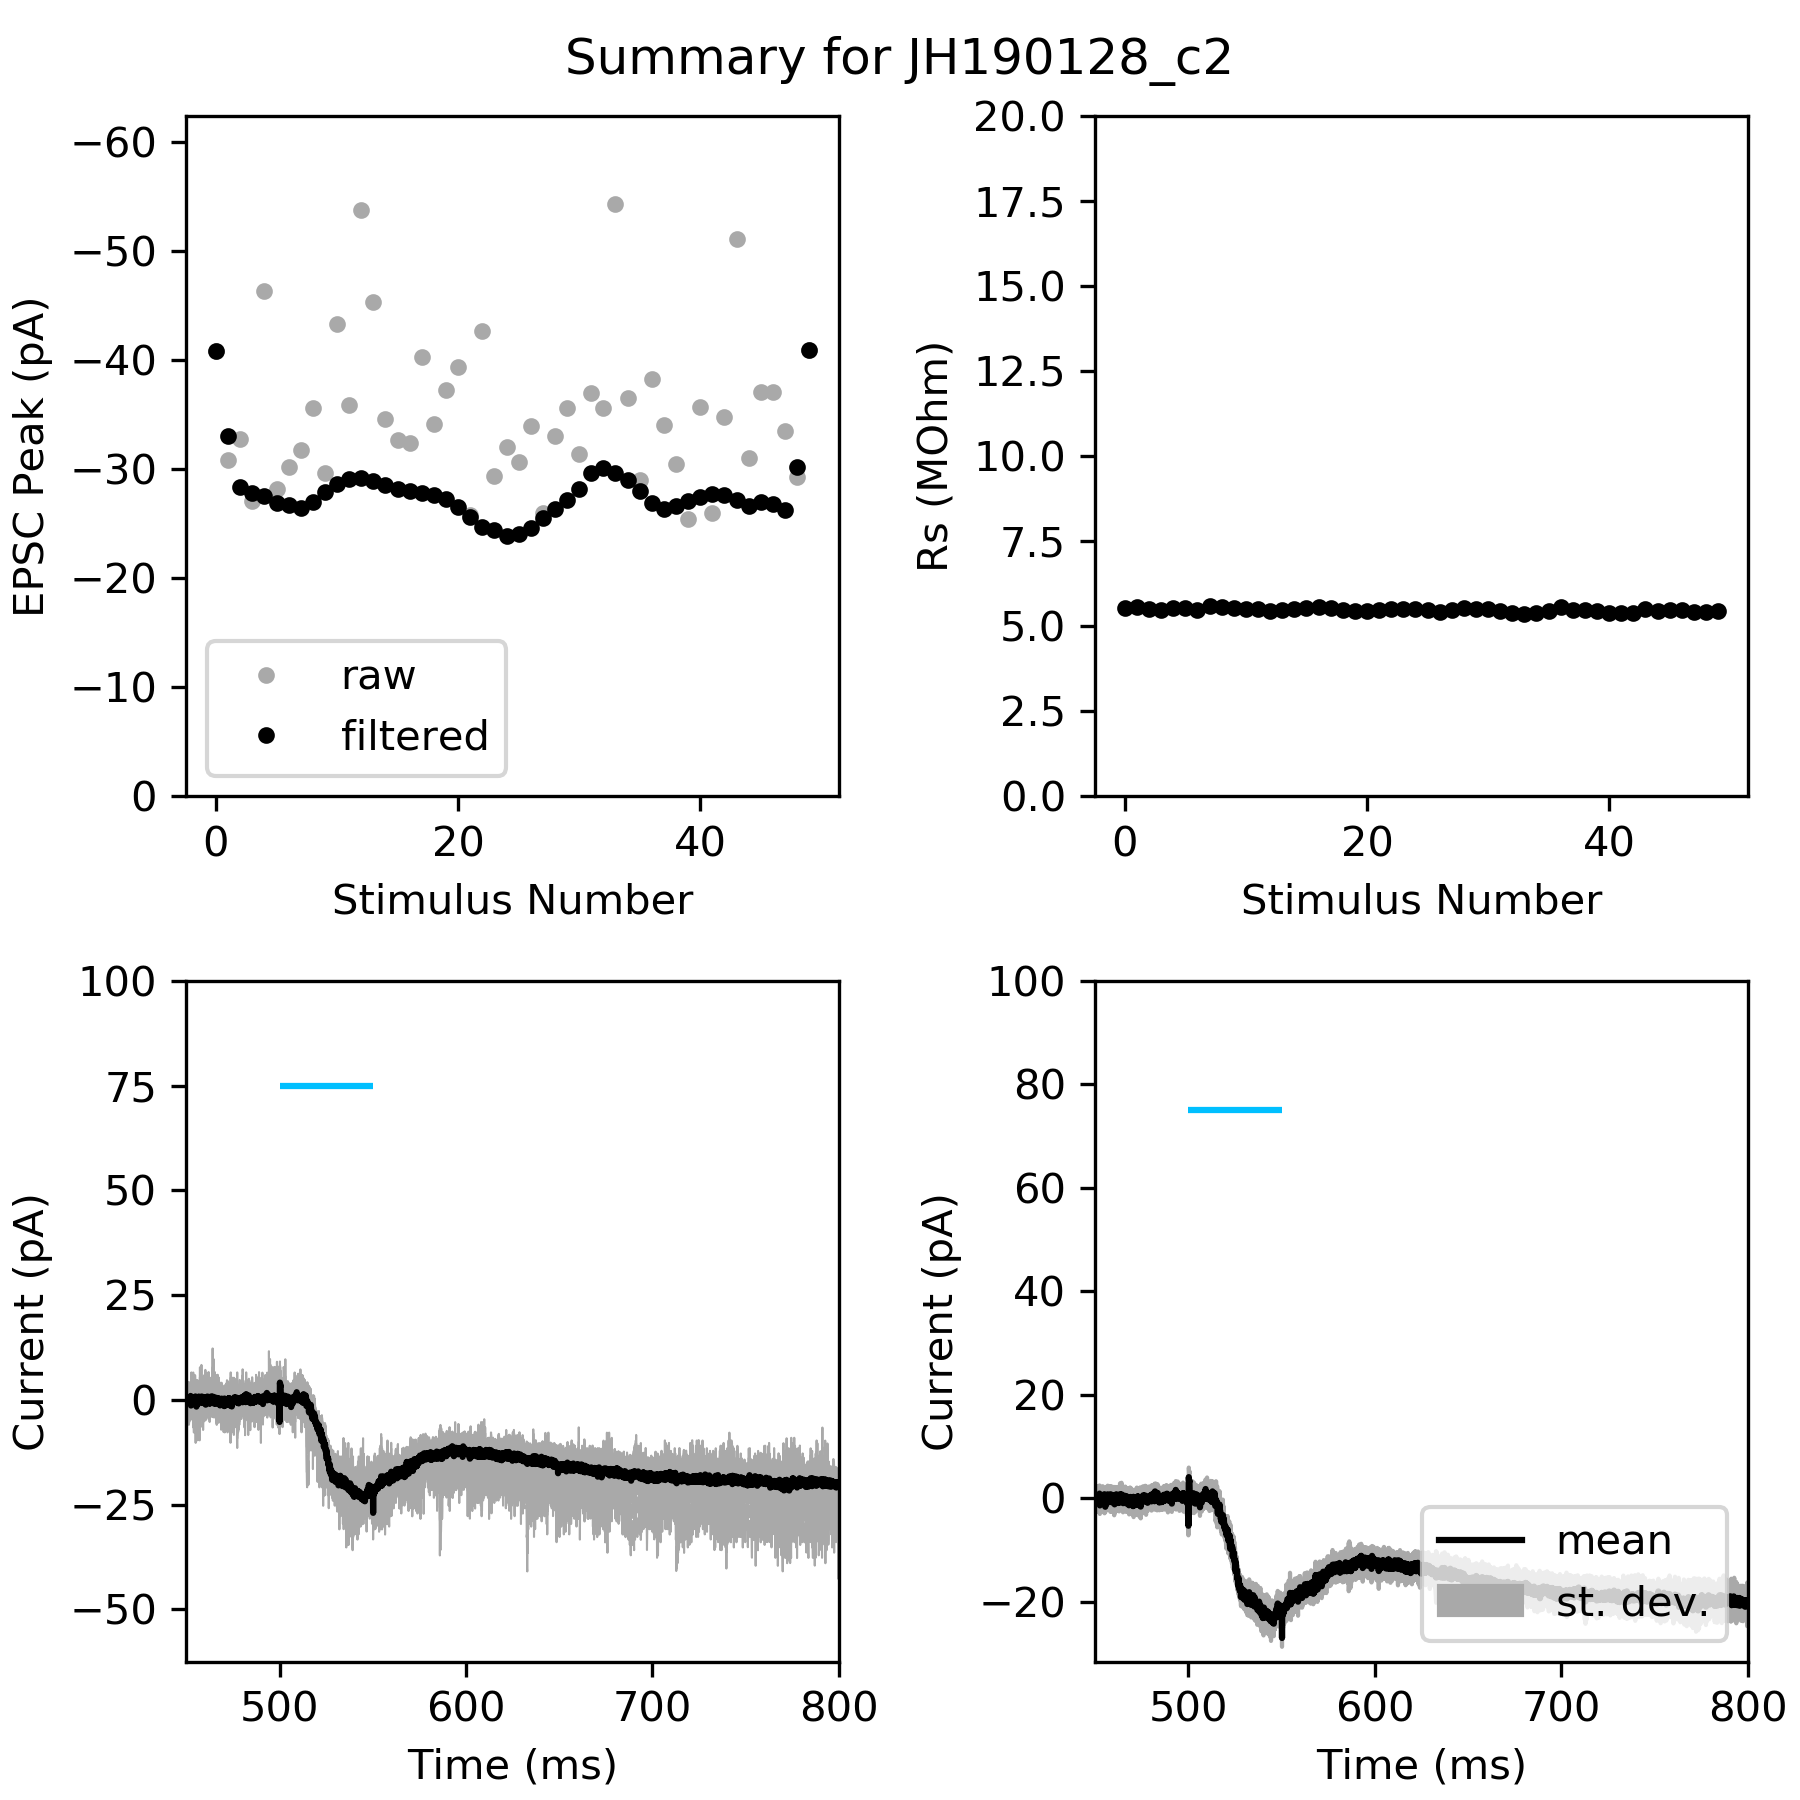 Summary for JH190128_c2
−60
−50
−40
−30
−20
−10
0
EPSC Peak (pA)
raw
filtered
0 20 40
Stimulus Number
20.0
17.5
15.0
12.5
10.0
7.5
5.0
2.5
0.0
Rs (MOhm)
0 20 40
Stimulus Number
100
75
50
25
0
−25
−50
Current (pA)
500 600 700 800
Time (ms)
100
80
60
40
20
0
−20
Current (pA)
mean
st. dev.
500 600 700 800
Time (ms)